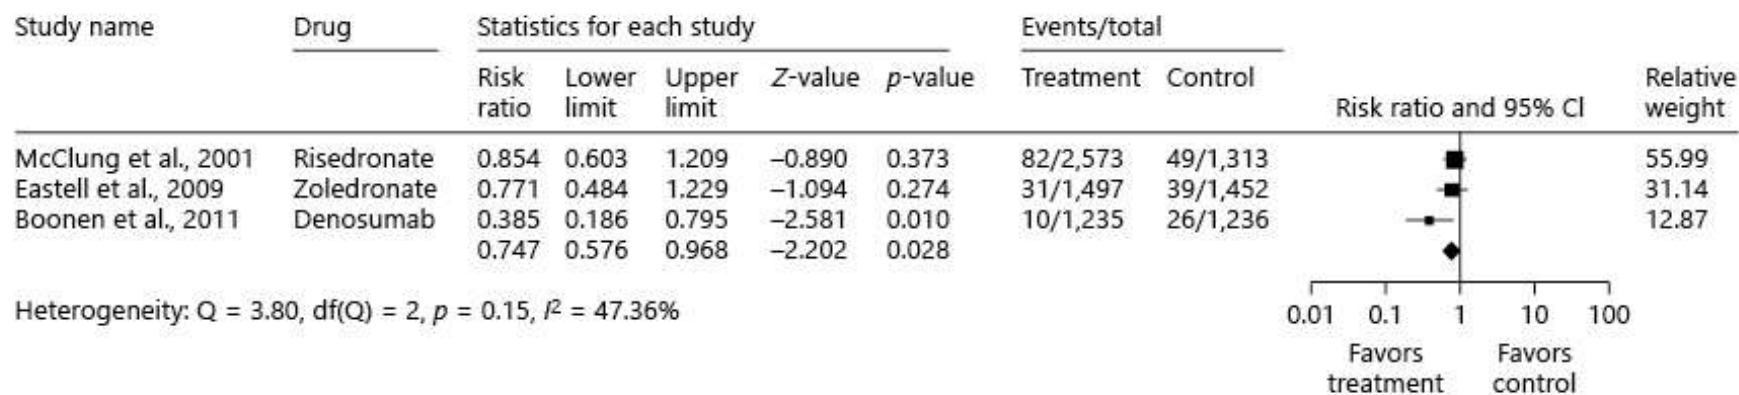 Study name Drug Statistics for each study Events/total
Risk ratio Lower limit Upper limit Z-value p-value Treatment Control Risk ratio and 95% CI Relative weight
McClung et al., 2001 Risedronate 0.854 0.603 1.209 –0.890 0.373 82/2,573 49/1,313 55.99
Eastell et al., 2009 Zoledronate 0.771 0.484 1.229 –1.094 0.274 31/1,497 39/1,452 31.14
Boonen et al., 2011 Denosumab 0.385 0.186 0.795 –2.581 0.010 10/1,235 26/1,236 12.87
0.747 0.576 0.968 –2.202 0.028
Heterogeneity: Q = 3.80, df(Q) = 2, p = 0.15, I² = 47.36%
0.01 0.1 1 10 100
Favors treatment Favors control